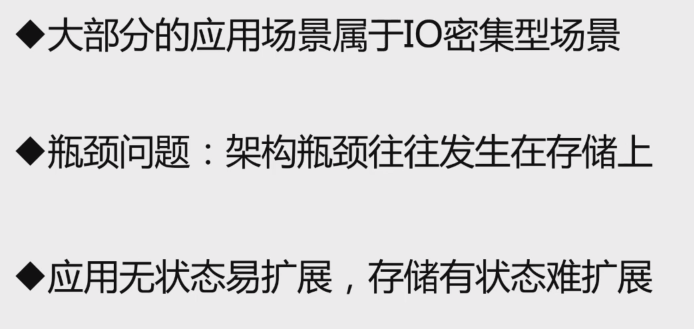 ◆大部分的应用场景属于IO密集型场景
◆瓶颈问题：架构瓶颈往往发生在存储上
◆应用无状态易扩展，存储有状态难扩展